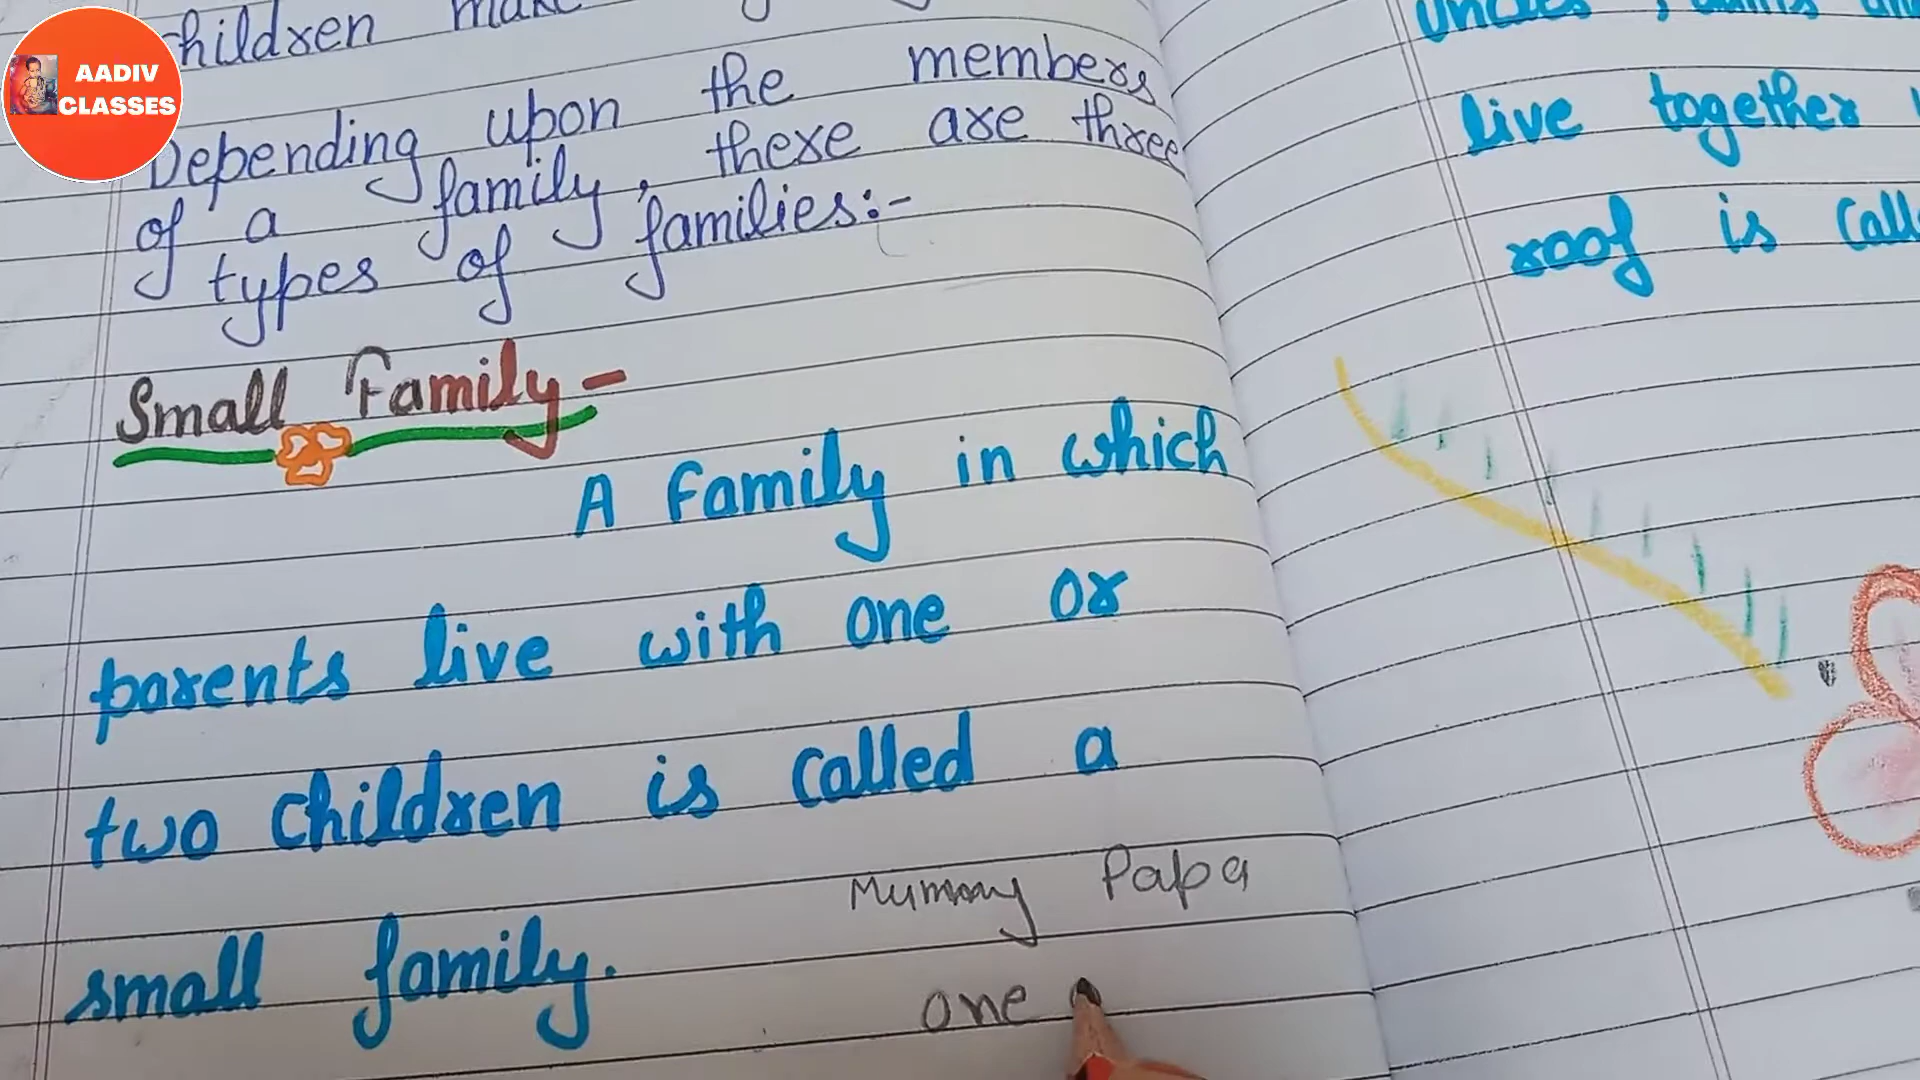 AADIV
CLASSES
children make
Depending upon the members
of a family, there are three
types of families:-
Small Family -
A Family in which
parents live with one or
two children is called a
small family.
Mummy Papa
one
live together
roof is